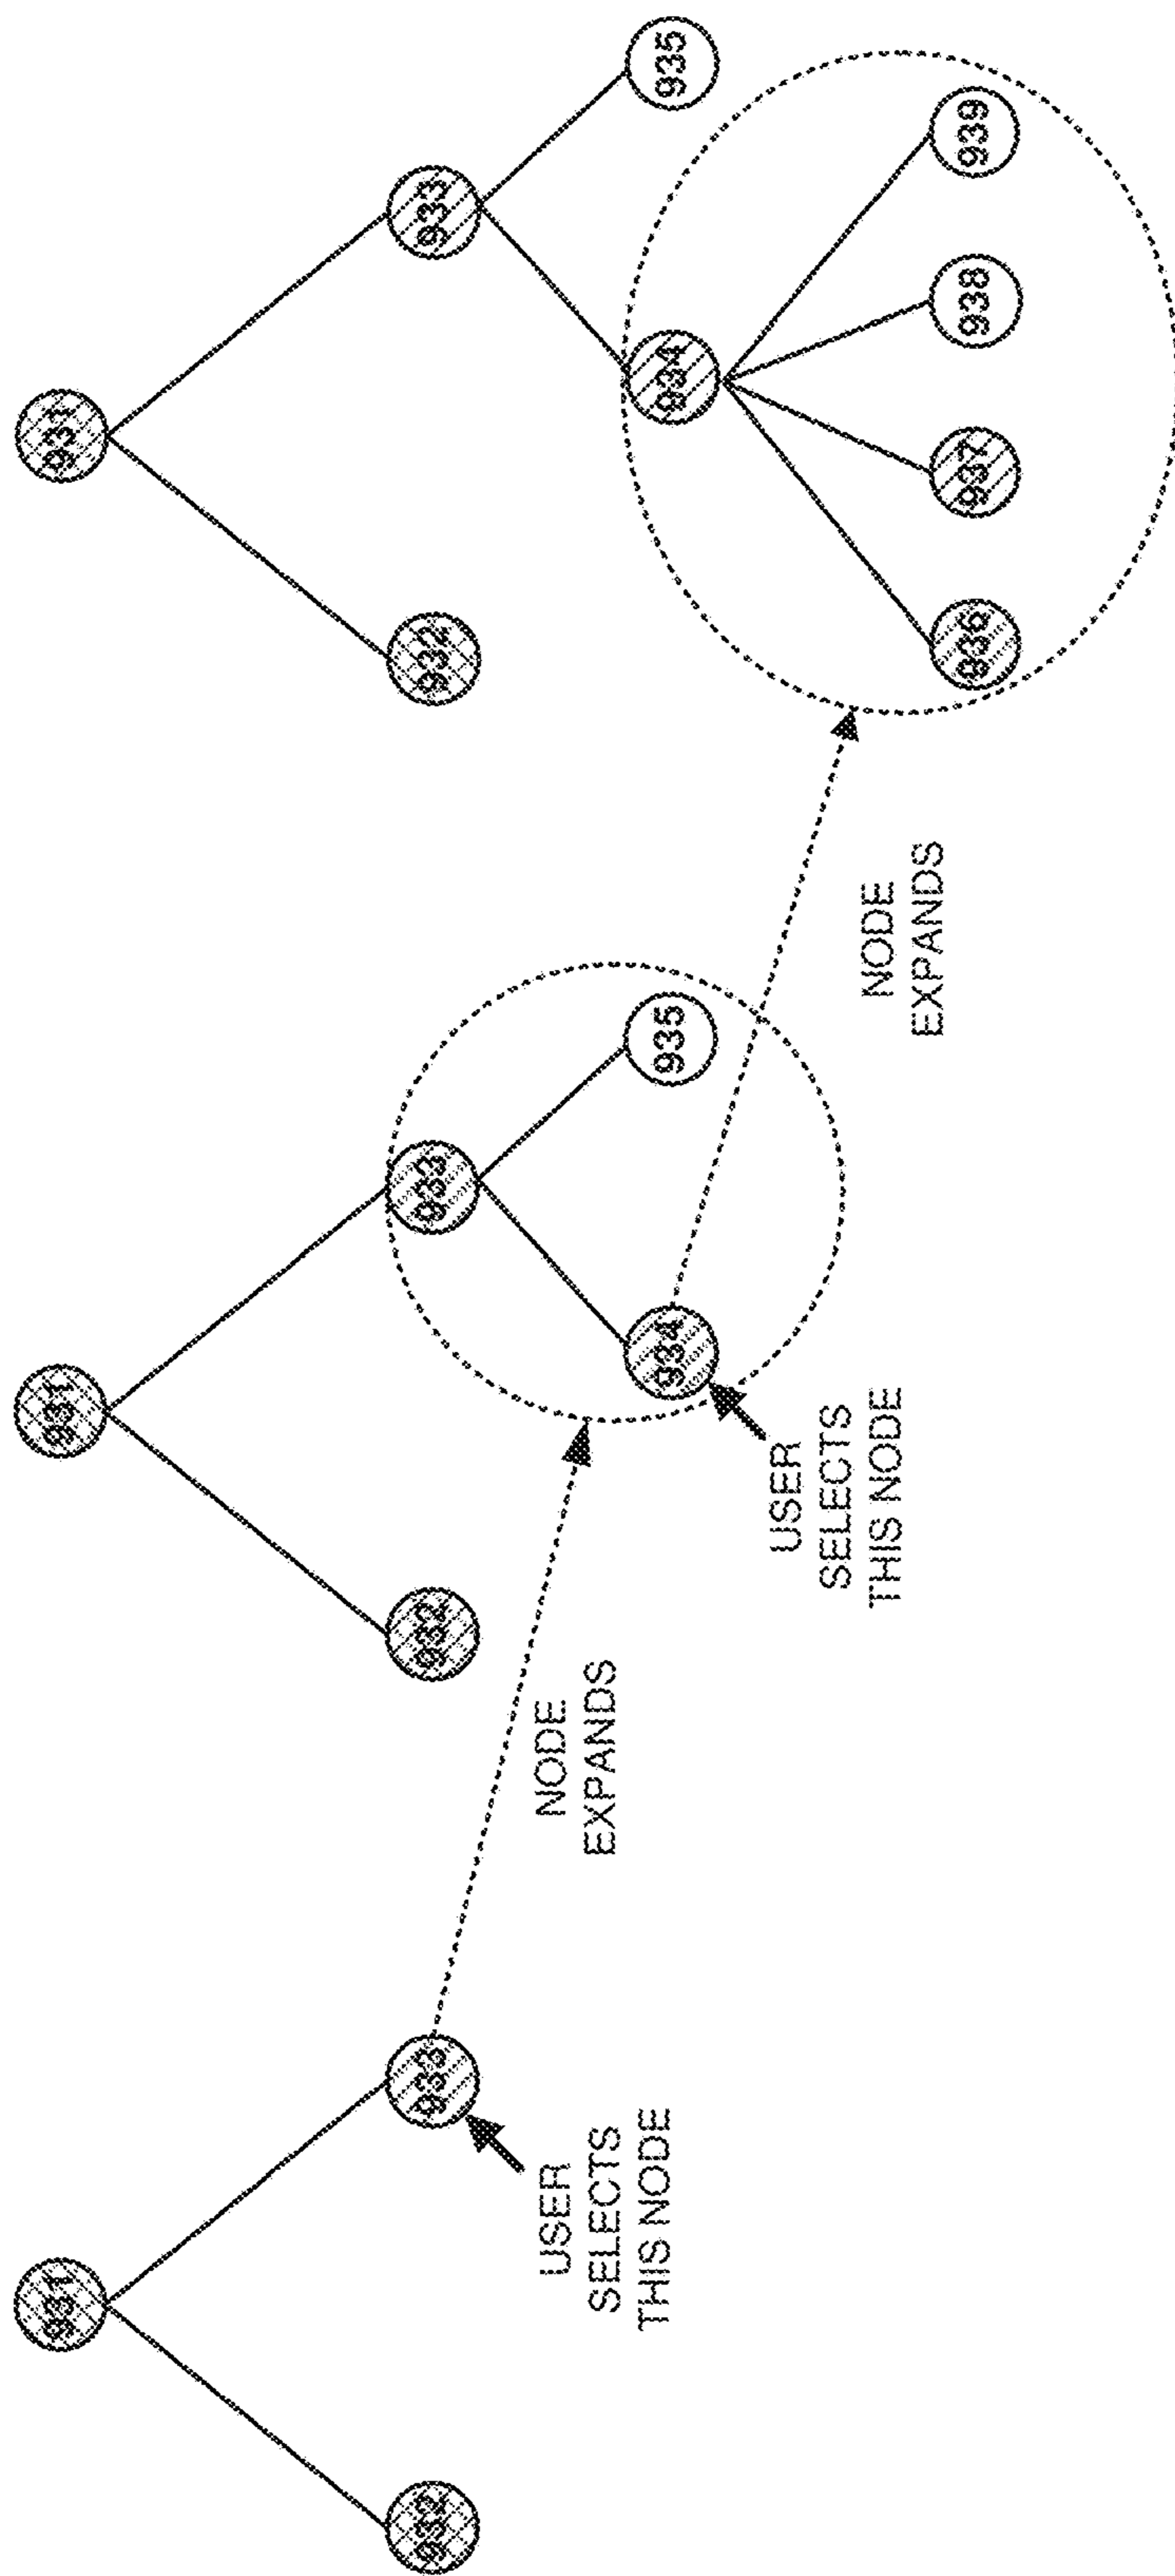 931
932
933
USER
SELECTS
THIS NODE
NODE
EXPANDS
931
932
933
934
935
USER
SELECTS
THIS NODE
NODE
EXPANDS
931
932
933
934
935
936
937
938
939